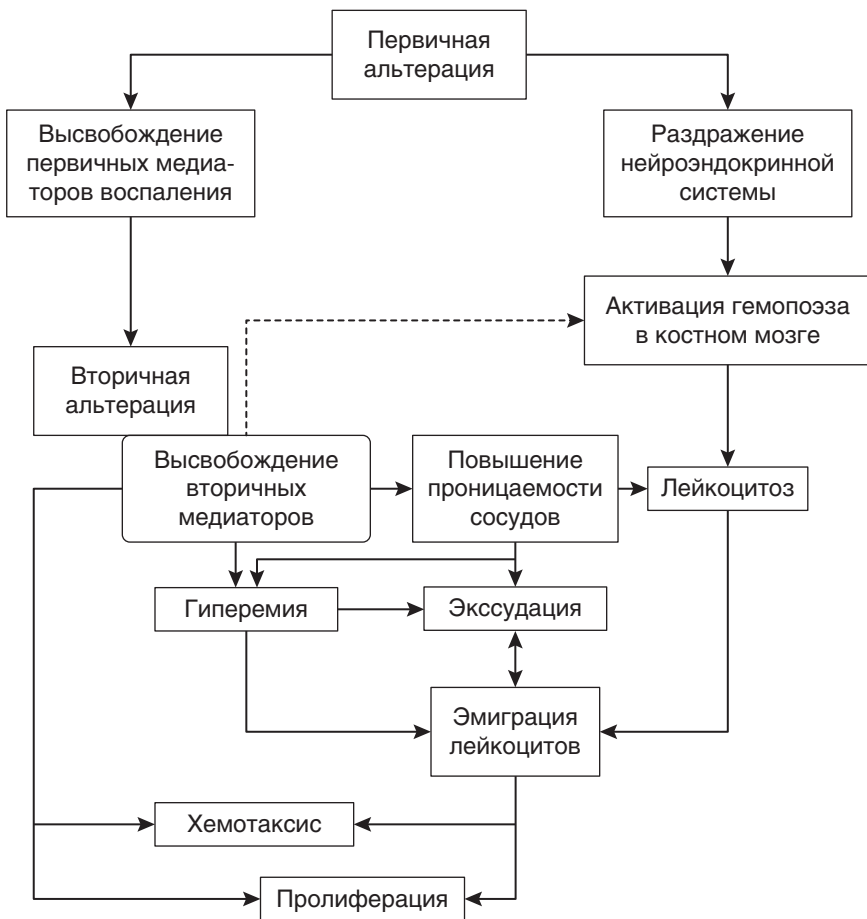 Первичная
альтерация
Высвобождение
первичных медиа-
торов воспаления
Раздражение
нейроэндокринной
системы
Активация гемопоэза
в костном мозге
Вторичная
альтерация
Высвобождение
вторичных
медиаторов
Повышение
проницаемости
сосудов
Лейкоцитоз
Гиперемия
Экссудация
Эмиграция
лейкоцитов
Хемотаксис
Пролиферация